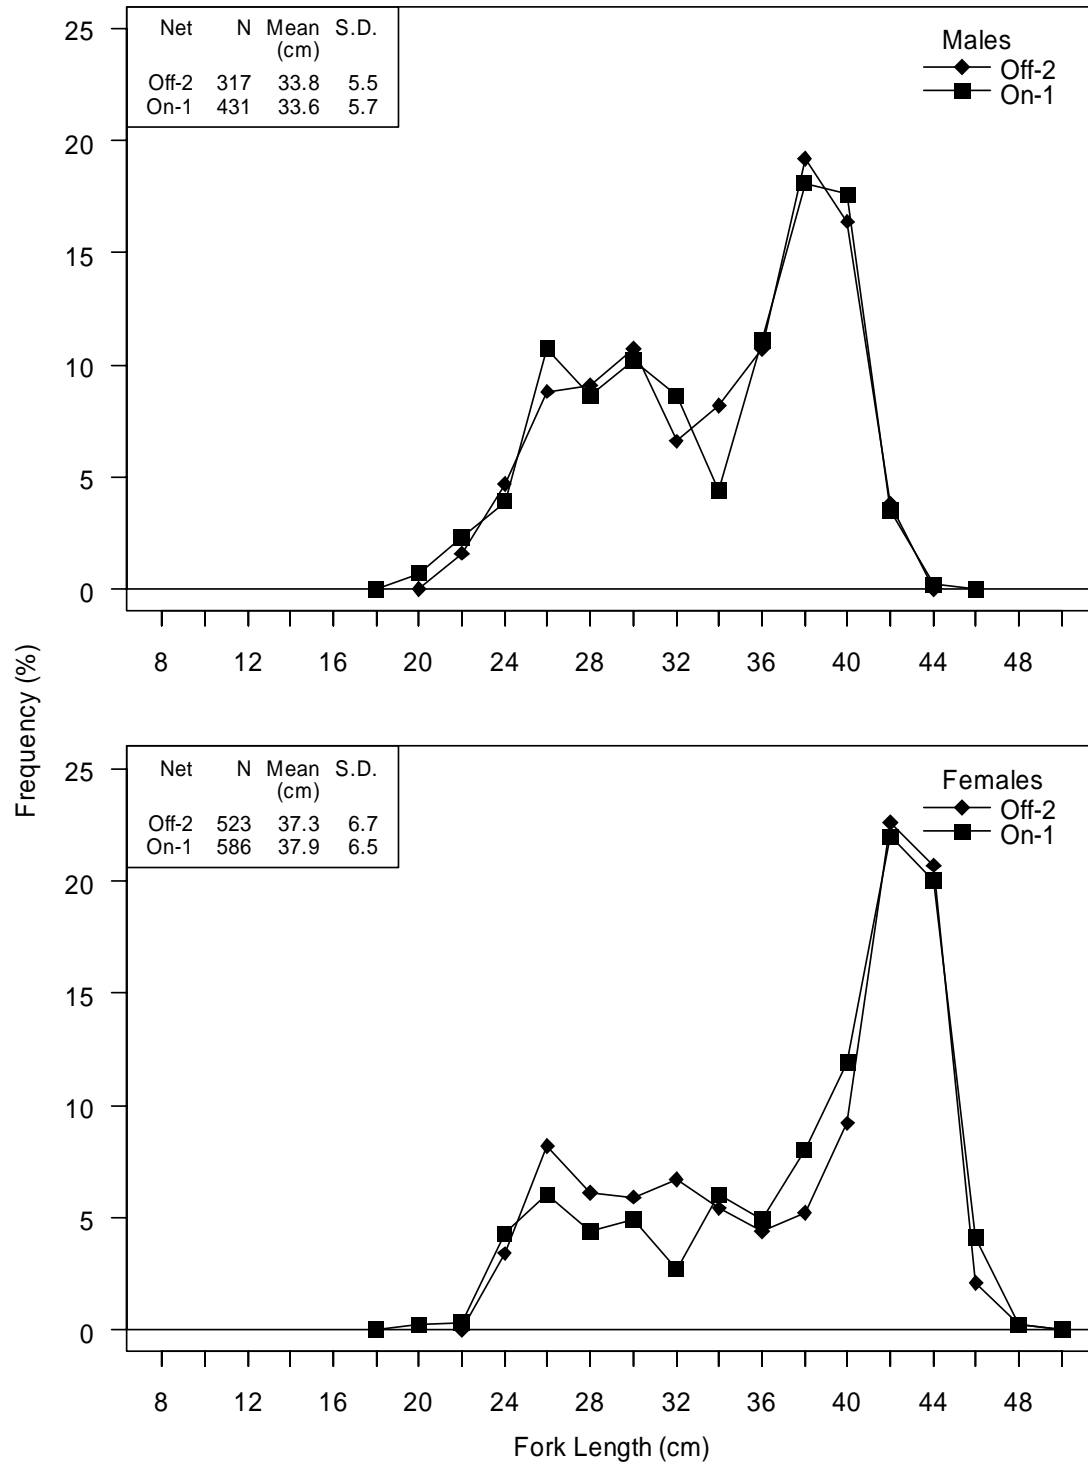 25
Net N Mean S.D.
(cm)
Off-2 317 33.8 5.5
On-1 431 33.6 5.7
Males
Off-2
On-1
20
15
10
5
0
8 12 16 20 24 28 32 36 40 44 48
Frequency (%)
25
Net N Mean S.D.
(cm)
Off-2 523 37.3 6.7
On-1 586 37.9 6.5
Females
Off-2
On-1
20
15
10
5
0
8 12 16 20 24 28 32 36 40 44 48
Fork Length (cm)